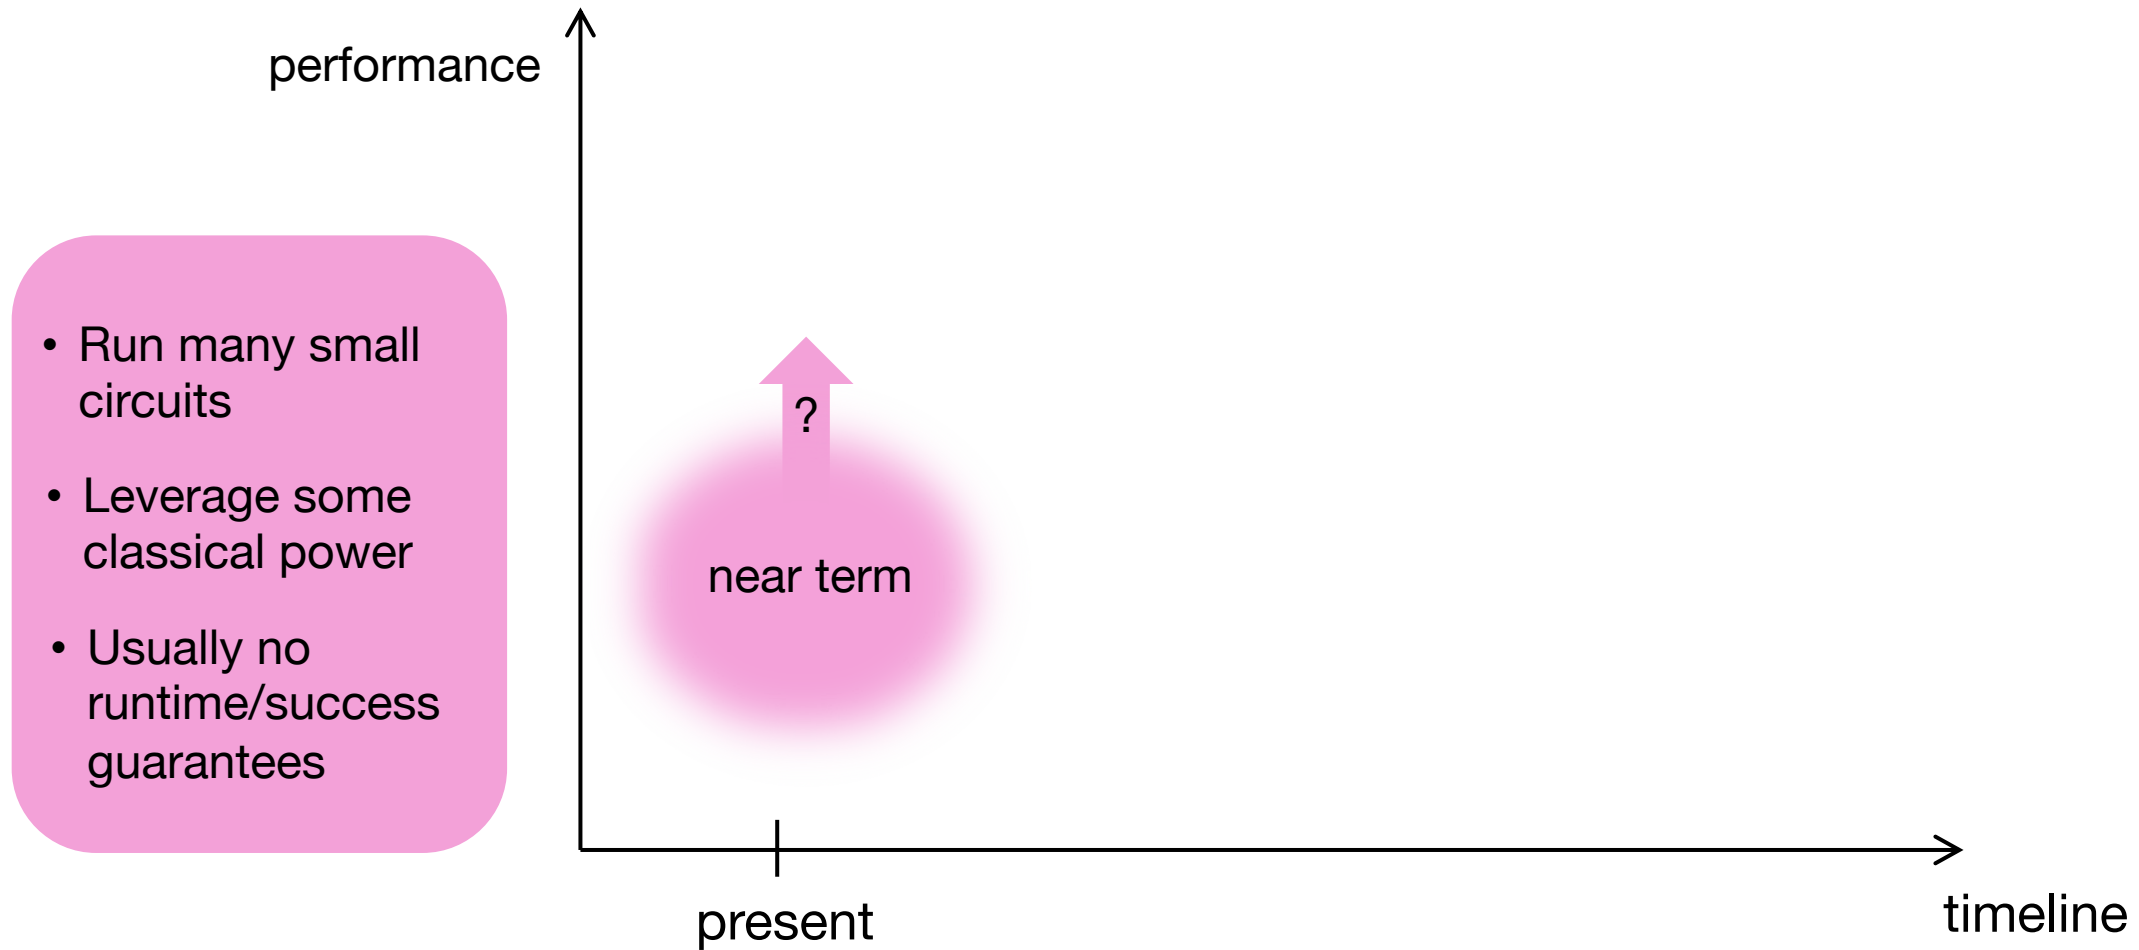 performance
• Run many small
circuits
• Leverage some
classical power
• Usually no
runtime/success
guarantees
?
near term
present
timeline